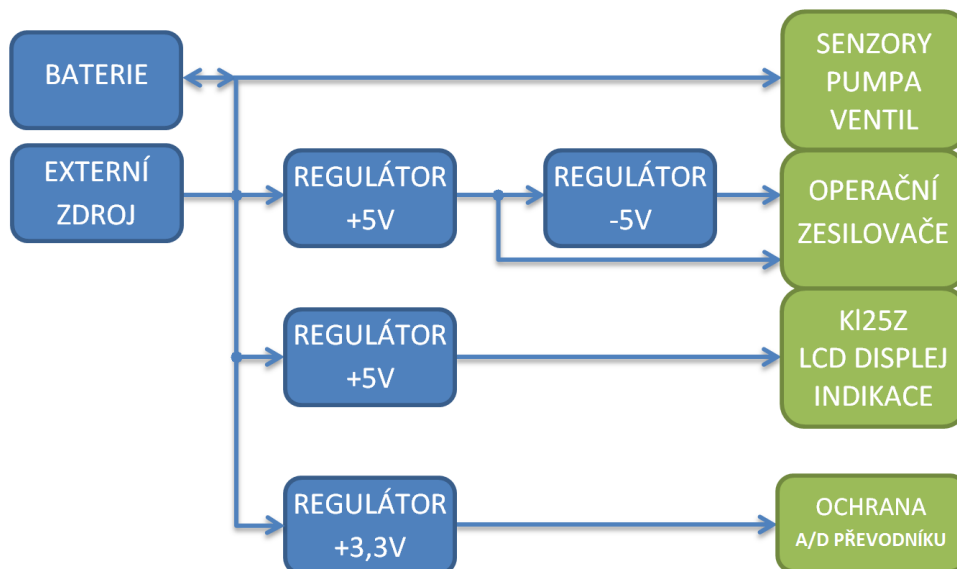 BATERIE
SENZORY
PUMPA
VENTIL
EXTERNÍ
ZDROJ
REGULÁTOR
+5V
REGULÁTOR
-5V
OPERAČNÍ
ZESILOVAČE
REGULÁTOR
+5V
Kl25Z
LCD DISPLEJ
INDIKACE
REGULÁTOR
+3,3V
OCHRANA
A/D PŘEVODNÍKU